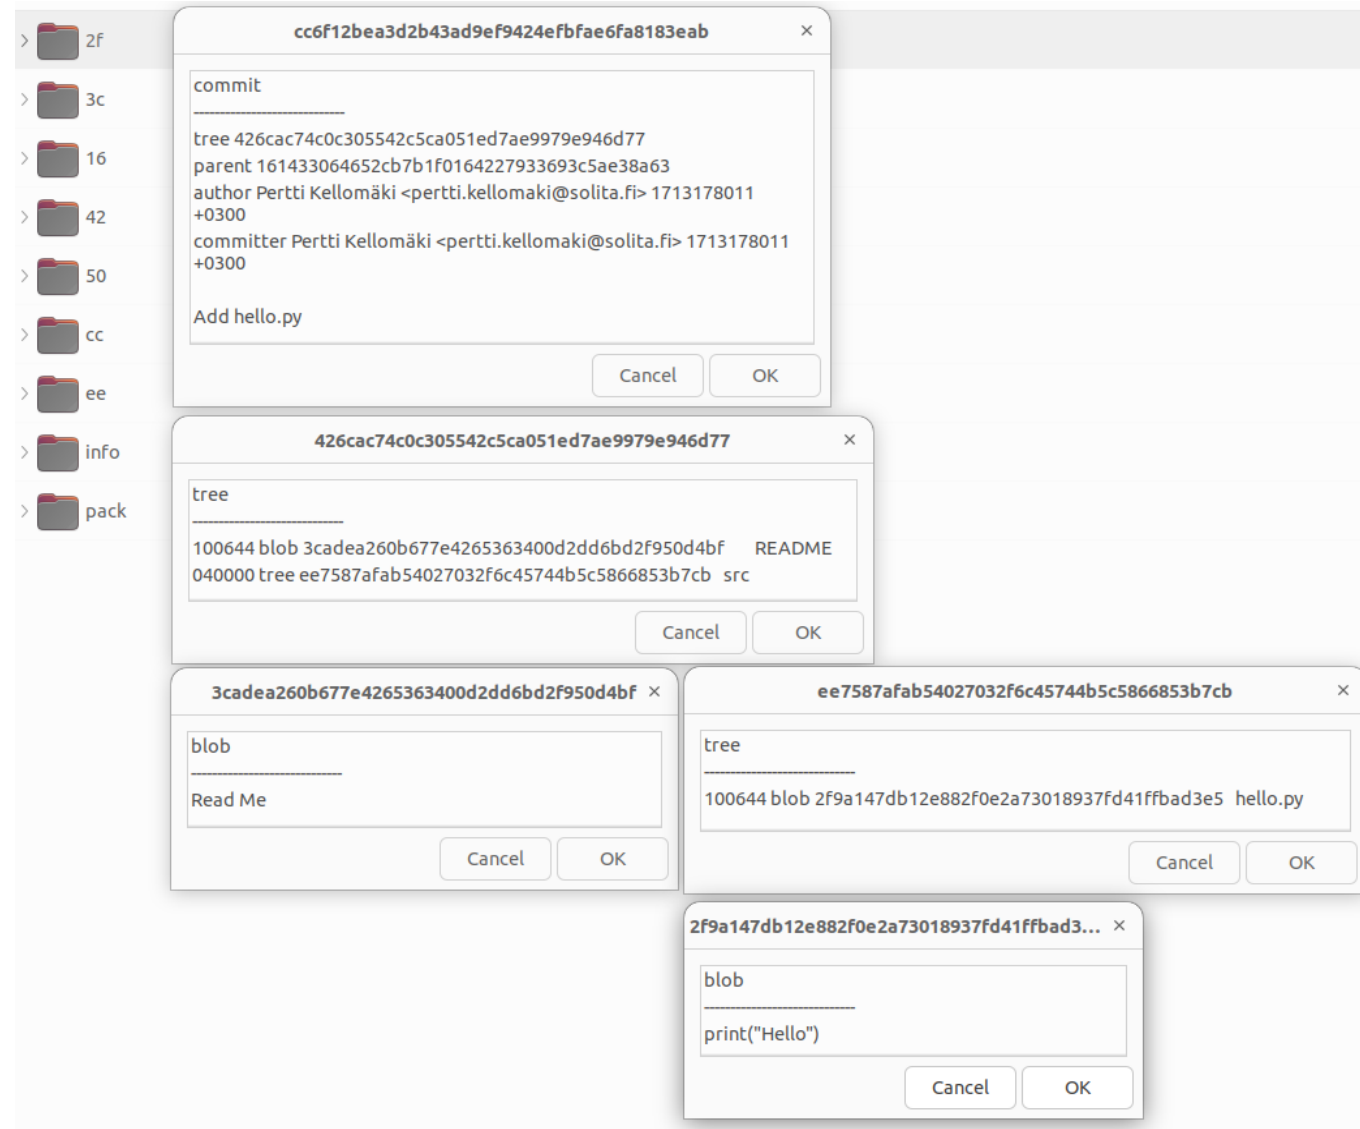 2f
3c
16
42
50
cc
ee
info
pack
cc6f12bea3d2b43ad9ef9424efbfae6fa8183eab
commit
-----------------------------
tree 426cac74c0c305542c5ca051ed7ae9979e946d77
parent 161433064652cb7b1f0164227933693c5ae38a63
author Pertti Kellomäki <pertti.kellomaki@solita.fi> 1713178011
+0300
committer Pertti Kellomäki <pertti.kellomaki@solita.fi> 1713178011
+0300
Add hello.py
Cancel OK
426cac74c0c305542c5ca051ed7ae9979e946d77
tree
-----------------------------
100644 blob 3cadea260b677e4265363400d2dd6bd2f950d4bf README
040000 tree ee7587afab54027032f6c45744b5c5866853b7cb src
Cancel OK
3cadea260b677e4265363400d2dd6bd2f950d4bf
blob
-----------------------------
Read Me
Cancel OK
ee7587afab54027032f6c45744b5c5866853b7cb
tree
-----------------------------
100644 blob 2f9a147db12e882f0e2a73018937fd41ffbad3e5 hello.py
Cancel OK
2f9a147db12e882f0e2a73018937fd41ffbad3...
blob
-----------------------------
print("Hello")
Cancel OK